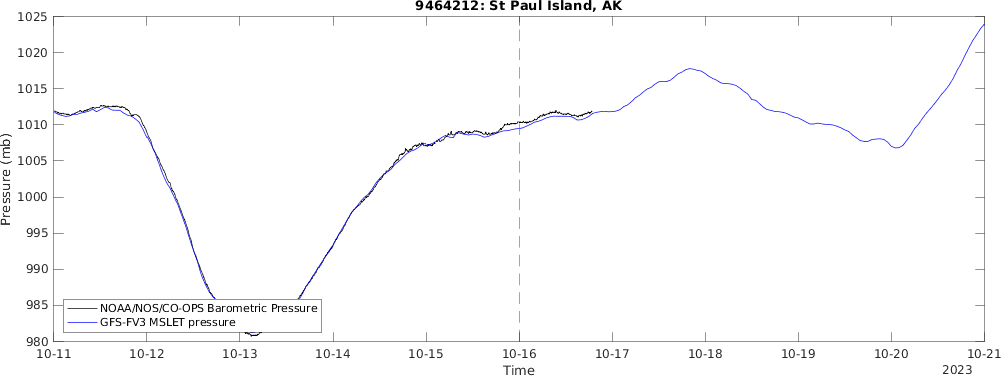 9464212: St Paul Island, AK
Pressure (mb)
1025
1020
1015
1010
1005
1000
995
990
985
980
NOAA/NOS/CO-OPS Barometric Pressure
GFS-FV3 MSLET pressure
10-11 10-12 10-13 10-14 10-15 10-16 10-17 10-18 10-19 10-20 10-21
Time
2023